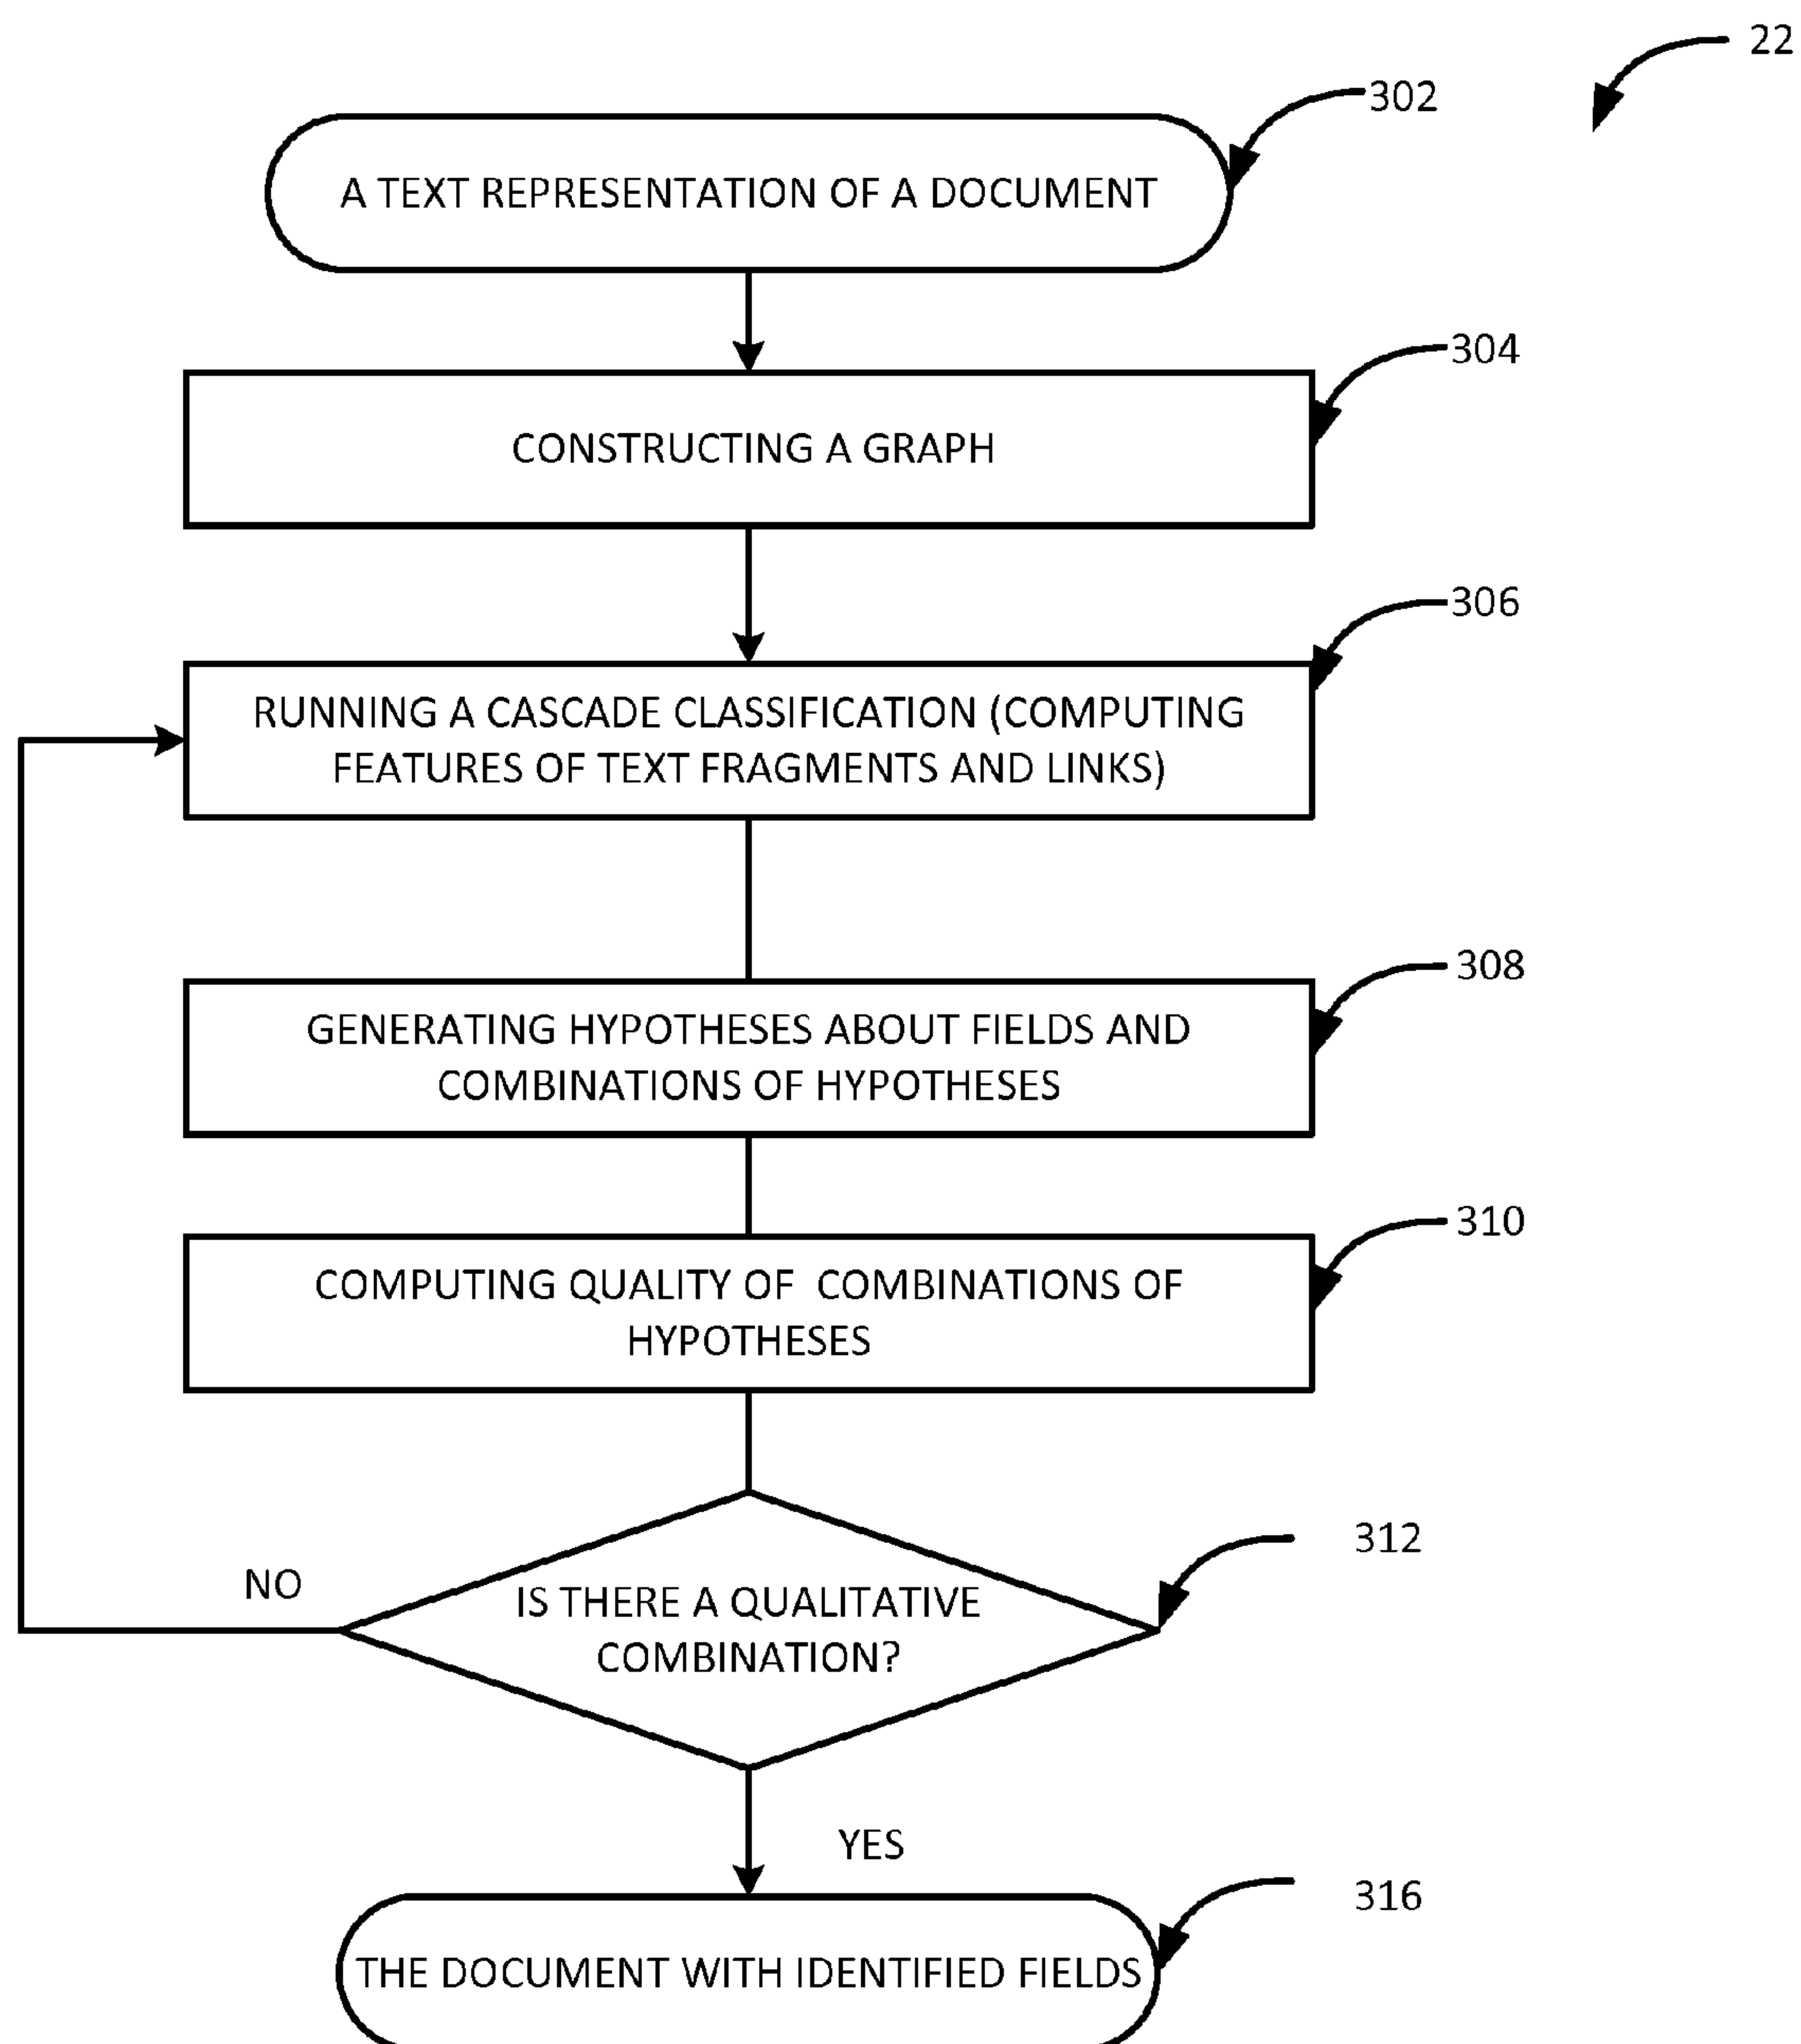 22
302
A TEXT REPRESENTATION OF A DOCUMENT
304
CONSTRUCTING A GRAPH
306
RUNNING A CASCADE CLASSIFICATION (COMPUTING
FEATURES OF TEXT FRAGMENTS AND LINKS)
308
GENERATING HYPOTHESES ABOUT FIELDS AND
COMBINATIONS OF HYPOTHESES
310
COMPUTING QUALITY OF COMBINATIONS OF
HYPOTHESES
312
NO
IS THERE A QUALITATIVE
COMBINATION?
YES
316
THE DOCUMENT WITH IDENTIFIED FIELDS